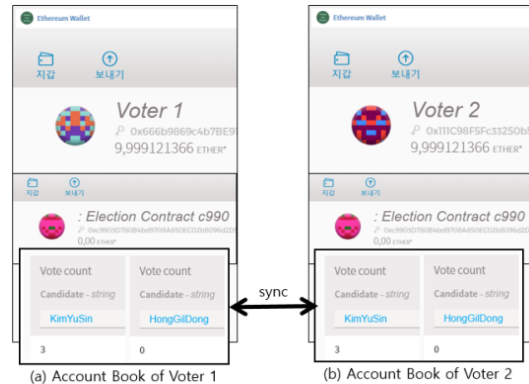 Ethereum Wallet
지갑
보내기
Voter 1
0x666b9869c4b7BE9
9,999121366 ETHER*
지갑
보내기
: Election Contract c990
0,00 ETHER*
Vote count
Vote count
Candidate - string
Candidate - string
KimYuSin
HongGilDong
3
0
(a) Account Book of Voter 1
sync
Ethereum Wallet
지갑
보내기
Voter 2
0x111C98F5Fc33250b5
9,999121366 ETHER*
지갑
보내기
: Election Contract c990
0,00 ETHER*
Vote count
Vote count
Candidate - string
Candidate - string
KimYuSin
HongGilDong
3
0
(b) Account Book of Voter 2